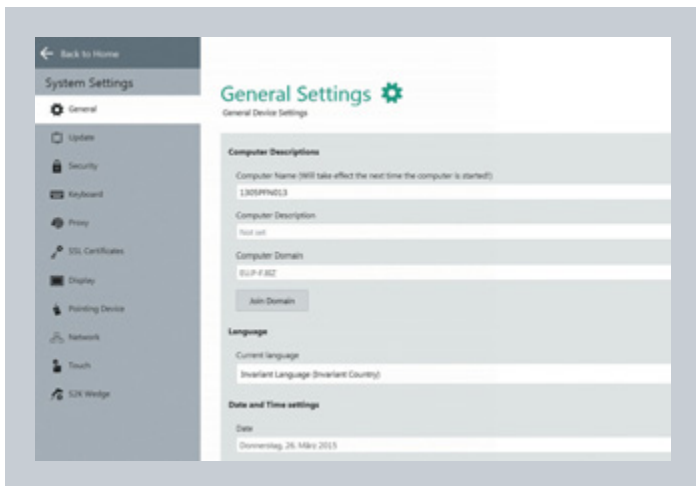 Back to Home
System Settings
General
Update
Security
Keyboard
Proxy
SSL Certificates
Display
Pointing Device
Network
Touch
S2K Wedge
General Settings
General Device Settings
Computer Descriptions
Computer Name (Will take effect the next time the computer is started!)
1305PFN013
Computer Description
Not set
Computer Domain
Join Domain
Language
Current language
Invariant Language (Invariant Country)
Date and Time settings
Date
Donnerstag, 26. März 2015